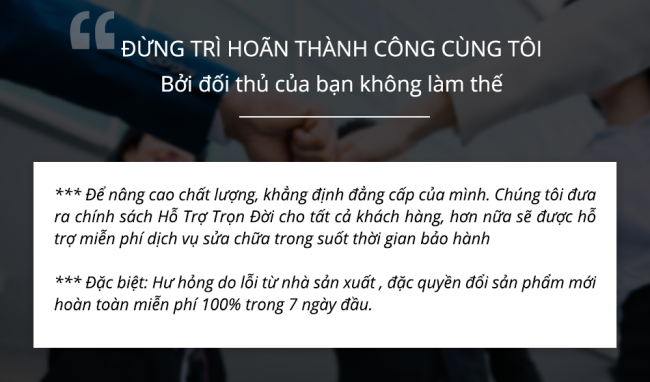 ĐỪNG TRÌ HOÃN THÀNH CÔNG CÙNG TÔI
Bởi đối thủ của bạn không làm thế
*** Để nâng cao chất lượng, khẳng định đẳng cấp của mình. Chúng tôi đưa
ra chính sách Hỗ Trợ Trọn Đời cho tất cả khách hàng, hơn nữa sẽ được hỗ
trợ miễn phí dịch vụ sửa chữa trong suốt thời gian bảo hành
*** Đặc biệt: Hư hỏng do lỗi từ nhà sản xuất , đặc quyền đổi sản phẩm mới
hoàn toàn miễn phí 100% trong 7 ngày đầu.